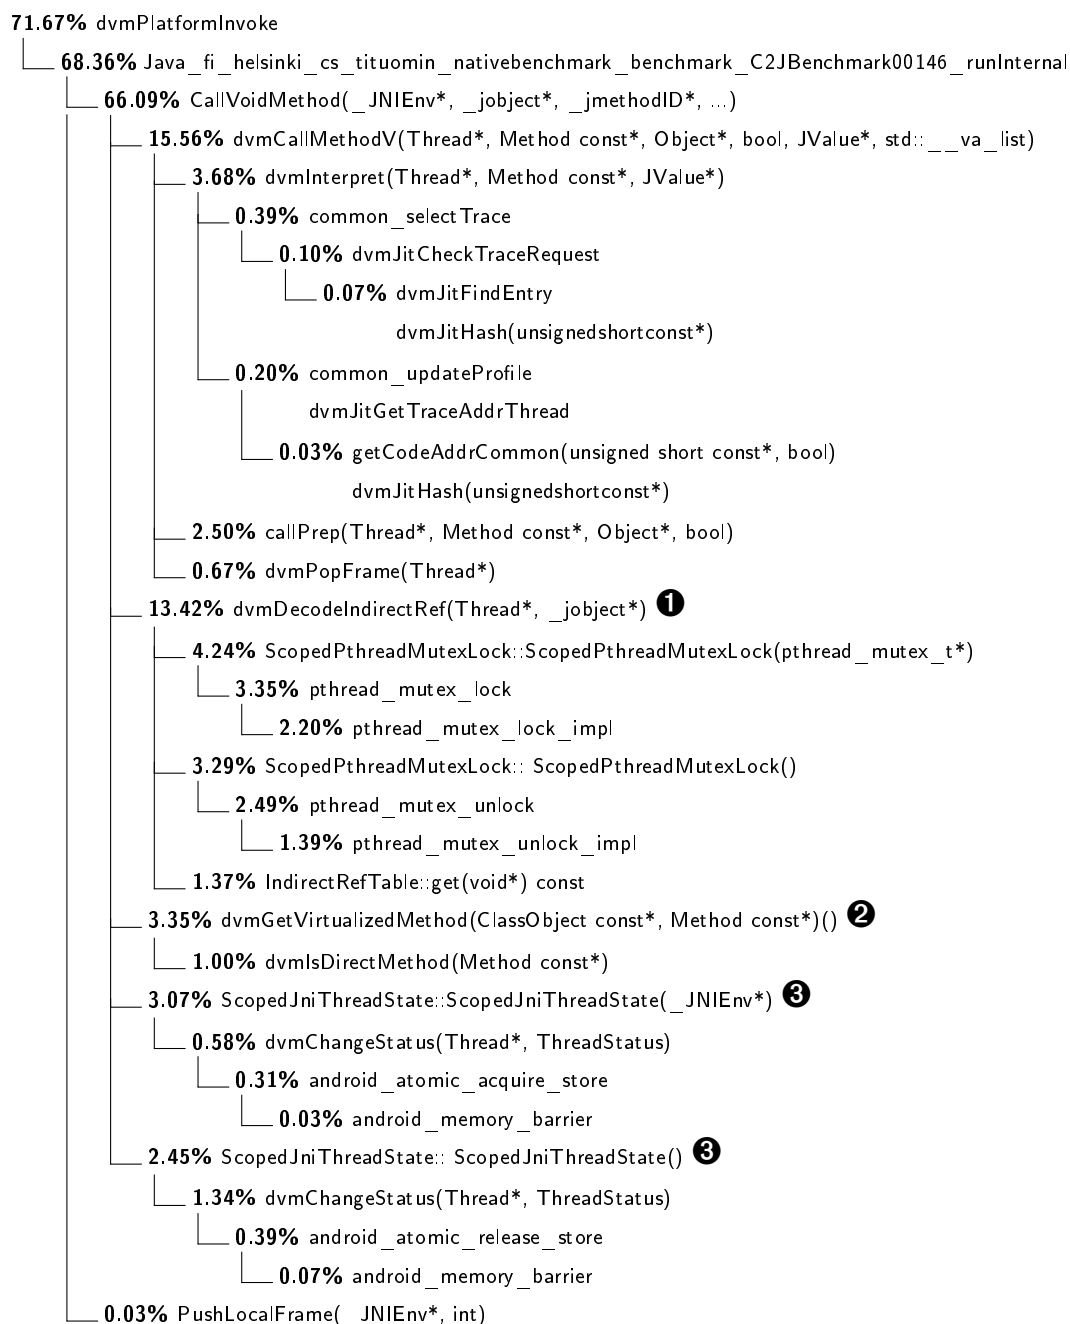 71.67% dvmPlatformInvoke
68.36% Java_fi_helsinki_cs_tituomin_nativebenchmark_benchmark_C2JBenchmark00146_runInternal
66.09% CallVoidMethod(_JNIEnv*, _jobject*, _jmethodID*, ...)
15.56% dvmCallMethodV(Thread*, Method const*, Object*, bool, JValue*, std::__va_list)
3.68% dvmInterpret(Thread*, Method const*, JValue*)
0.39% common_selectTrace
0.10% dvmJitCheckTraceRequest
0.07% dvmJitFindEntry
dvmJitHash(unsignedshortconst*)
0.20% common_updateProfile
dvmJitGetTraceAddrThread
0.03% getCodeAddrCommon(unsigned short const*, bool)
dvmJitHash(unsignedshortconst*)
2.50% callPrep(Thread*, Method const*, Object*, bool)
0.67% dvmPopFrame(Thread*)
13.42% dvmDecodeIndirectRef(Thread*, _jobject*) ❶
4.24% ScopedPthreadMutexLock::ScopedPthreadMutexLock(pthread_mutex_t*)
3.35% pthread_mutex_lock
2.20% pthread_mutex_lock_impl
3.29% ScopedPthreadMutexLock:: ScopedPthreadMutexLock()
2.49% pthread_mutex_unlock
1.39% pthread_mutex_unlock_impl
1.37% IndirectRefTable::get(void*) const
3.35% dvmGetVirtualizedMethod(ClassObject const*, Method const*)() ❷
1.00% dvmIsDirectMethod(Method const*)
3.07% ScopedJniThreadState::ScopedJniThreadState(_JNIEnv*) ❸
0.58% dvmChangeStatus(Thread*, ThreadStatus)
0.31% android_atomic_acquire_store
0.03% android_memory_barrier
2.45% ScopedJniThreadState:: ScopedJniThreadState() ❸
1.34% dvmChangeStatus(Thread*, ThreadStatus)
0.39% android_atomic_release_store
0.07% android_memory_barrier
0.03% PushLocalFrame(_JNIEnv*, int)